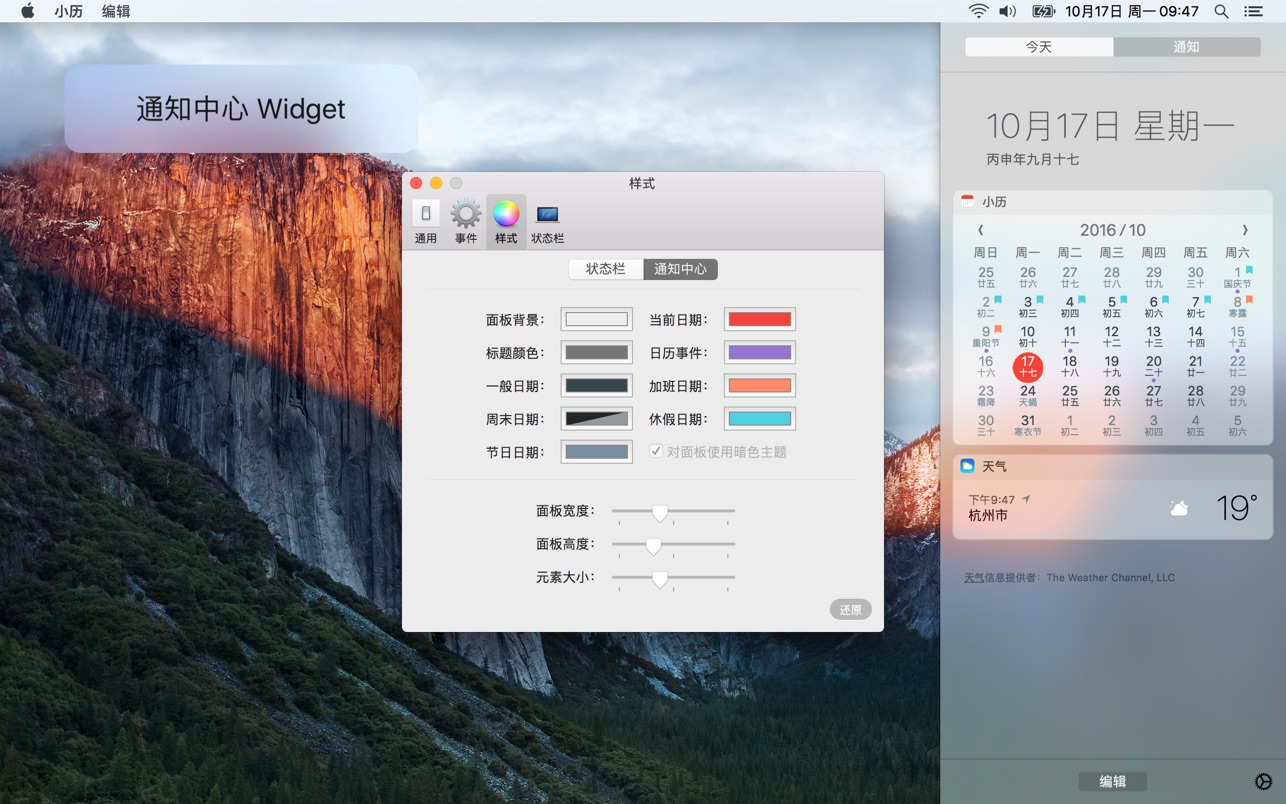 小历 编辑 10月17日 周一 09:47
通知中心 Widget
样式
通用 事件 样式 状态栏
状态栏 通知中心
面板背景： 当前日期：
标题颜色： 日历事件：
一般日期： 加班日期：
周末日期： 休假日期：
节日日期： 对面板使用暗色主题
面板宽度：
面板高度：
元素大小：
还原
今天 通知
10月17日 星期一
丙申年九月十七
小历
2016 / 10
周日 周一 周二 周三 周四 周五 周六
25 26 27 28 29 30 1
廿五 廿六 廿七 廿八 廿九 三十 国庆节
2 3 4 5 6 7 8
初二 初三 初四 初五 初六 初七 寒露
9 10 11 12 13 14 15
重阳节 初十 十一 十二 十三 十四 十五
16 17 18 19 20 21 22
十六 十七 十八 十九 二十 廿一 廿二
23 24 25 26 27 28 29
霜降 天蝎 廿五 廿六 廿七 廿八 廿九
30 31 1 2 3 4 5
三十 寒衣节 初二 初三 初四 初五 初六
天气
下午9:47
杭州市
19°
天气信息提供者：The Weather Channel, LLC
编辑